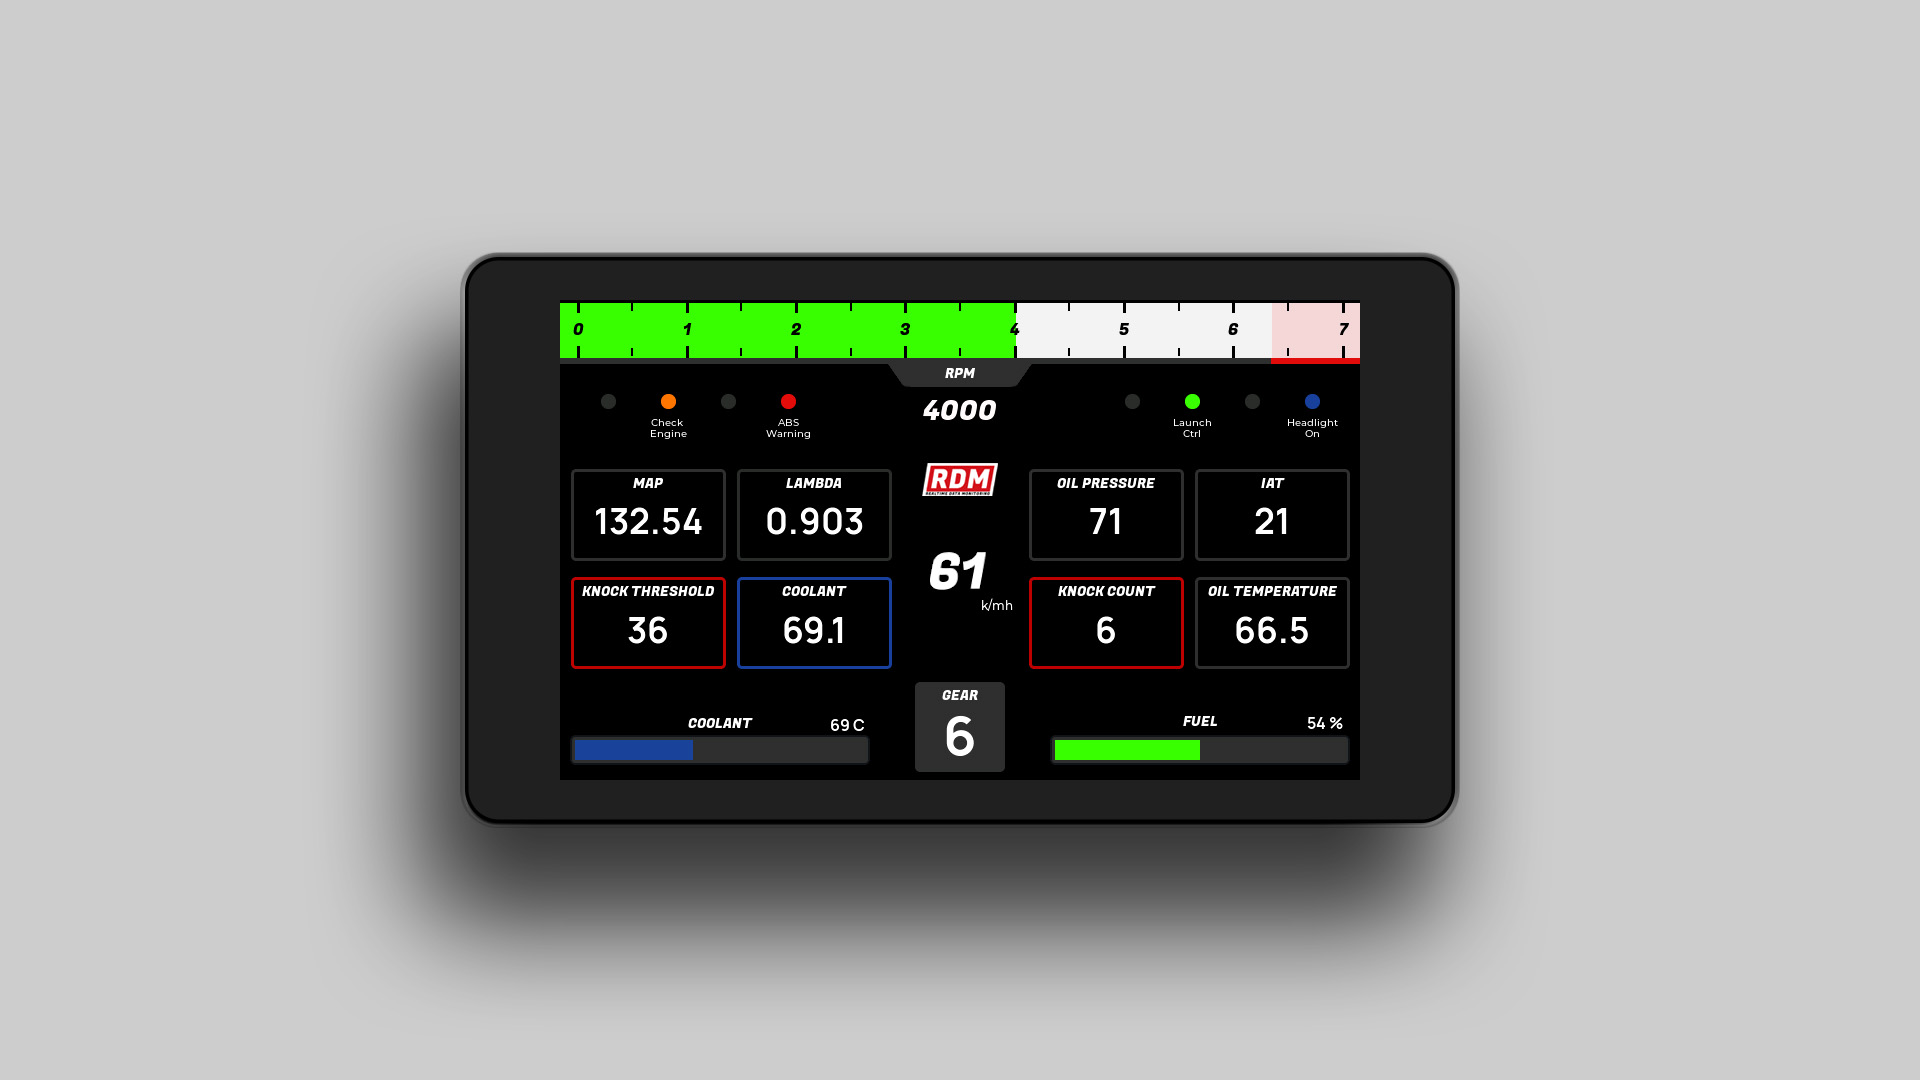 0 1 2 3 4 5 6 7
RPM
4000
Check
Engine
ABS
Warning
Launch
Ctrl
Headlight
On
MAP
132.54
LAMBDA
0.903
RDM
REALTIME DATA MONITORING
OIL PRESSURE
71
IAT
21
KNOCK THRESHOLD
36
COOLANT
69.1
61
k/mh
KNOCK COUNT
6
OIL TEMPERATURE
66.5
COOLANT
69 C
GEAR
6
FUEL
54 %